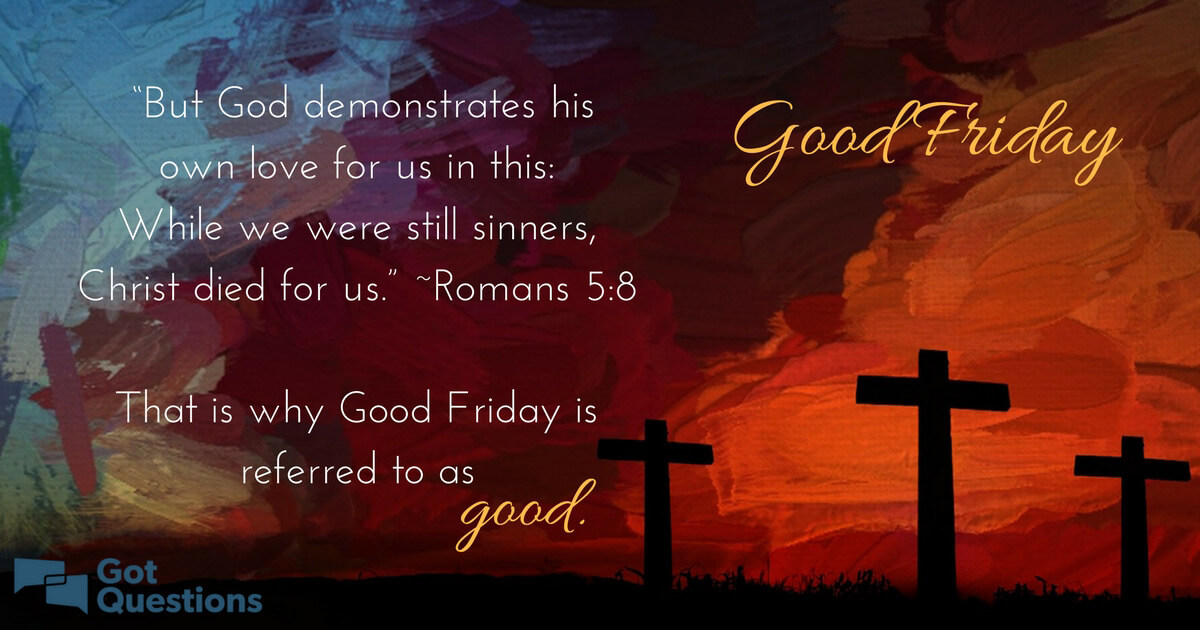 “But God demonstrates his
own love for us in this:
While we were still sinners,
Christ died for us.” ~Romans 5:8
That is why Good Friday is
referred to as
good.
Good Friday
Got
Questions